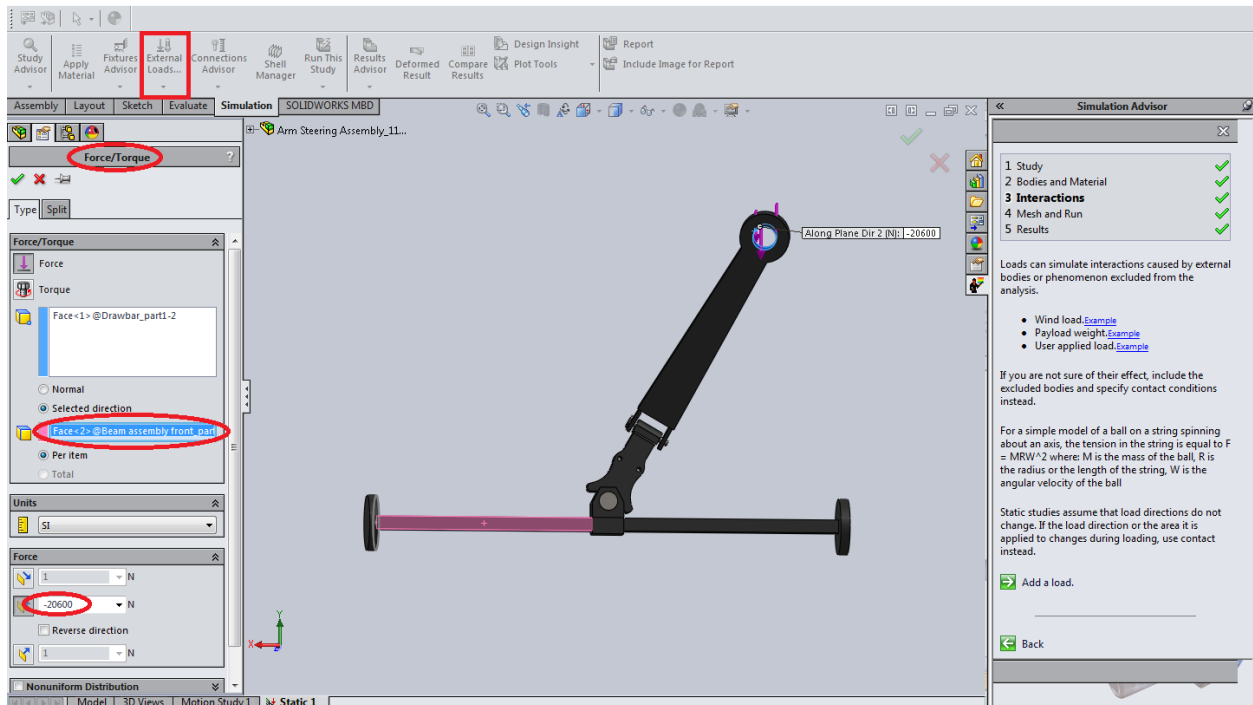 Study Advisor
Apply Material
Fixtures Advisor
External Loads...
Connections Advisor
Shell Manager
Run This Study
Results Advisor
Deformed Result
Compare Results
Design Insight
Plot Tools
Report
Include Image for Report
Assembly Layout Sketch Evaluate Simulation SOLIDWORKS MBD
Arm Steering Assembly_11...
Force/Torque ?
Type Split
Force/Torque
Force
Torque
Face<1>@Drawbar_part1-2
Normal
Selected direction
Face<2>@Beam assembly front_part
Per item
Total
Units
SI
Force
1 N
-20600 N
Reverse direction
1 N
Nonuniform Distribution
Along Plane Dir 2 (N): -20600
Y
X
Z
Model 3D Views Motion Study 1 Static 1
Simulation Advisor
1 Study
2 Bodies and Material
3 Interactions
4 Mesh and Run
5 Results
Loads can simulate interactions caused by external
bodies or phenomenon excluded from the
analysis.
• Wind load.Example
• Payload weight.Example
• User applied load.Example
If you are not sure of their effect, include the
excluded bodies and specify contact conditions
instead.
For a simple model of a ball on a string spinning
about an axis, the tension in the string is equal to F
= MRW^2 where: M is the mass of the ball, R is
the radius or the length of the string, W is the
angular velocity of the ball
Static studies assume that load directions do not
change. If the load direction or the area it is
applied to changes during loading, use contact
instead.
Add a load.
Back